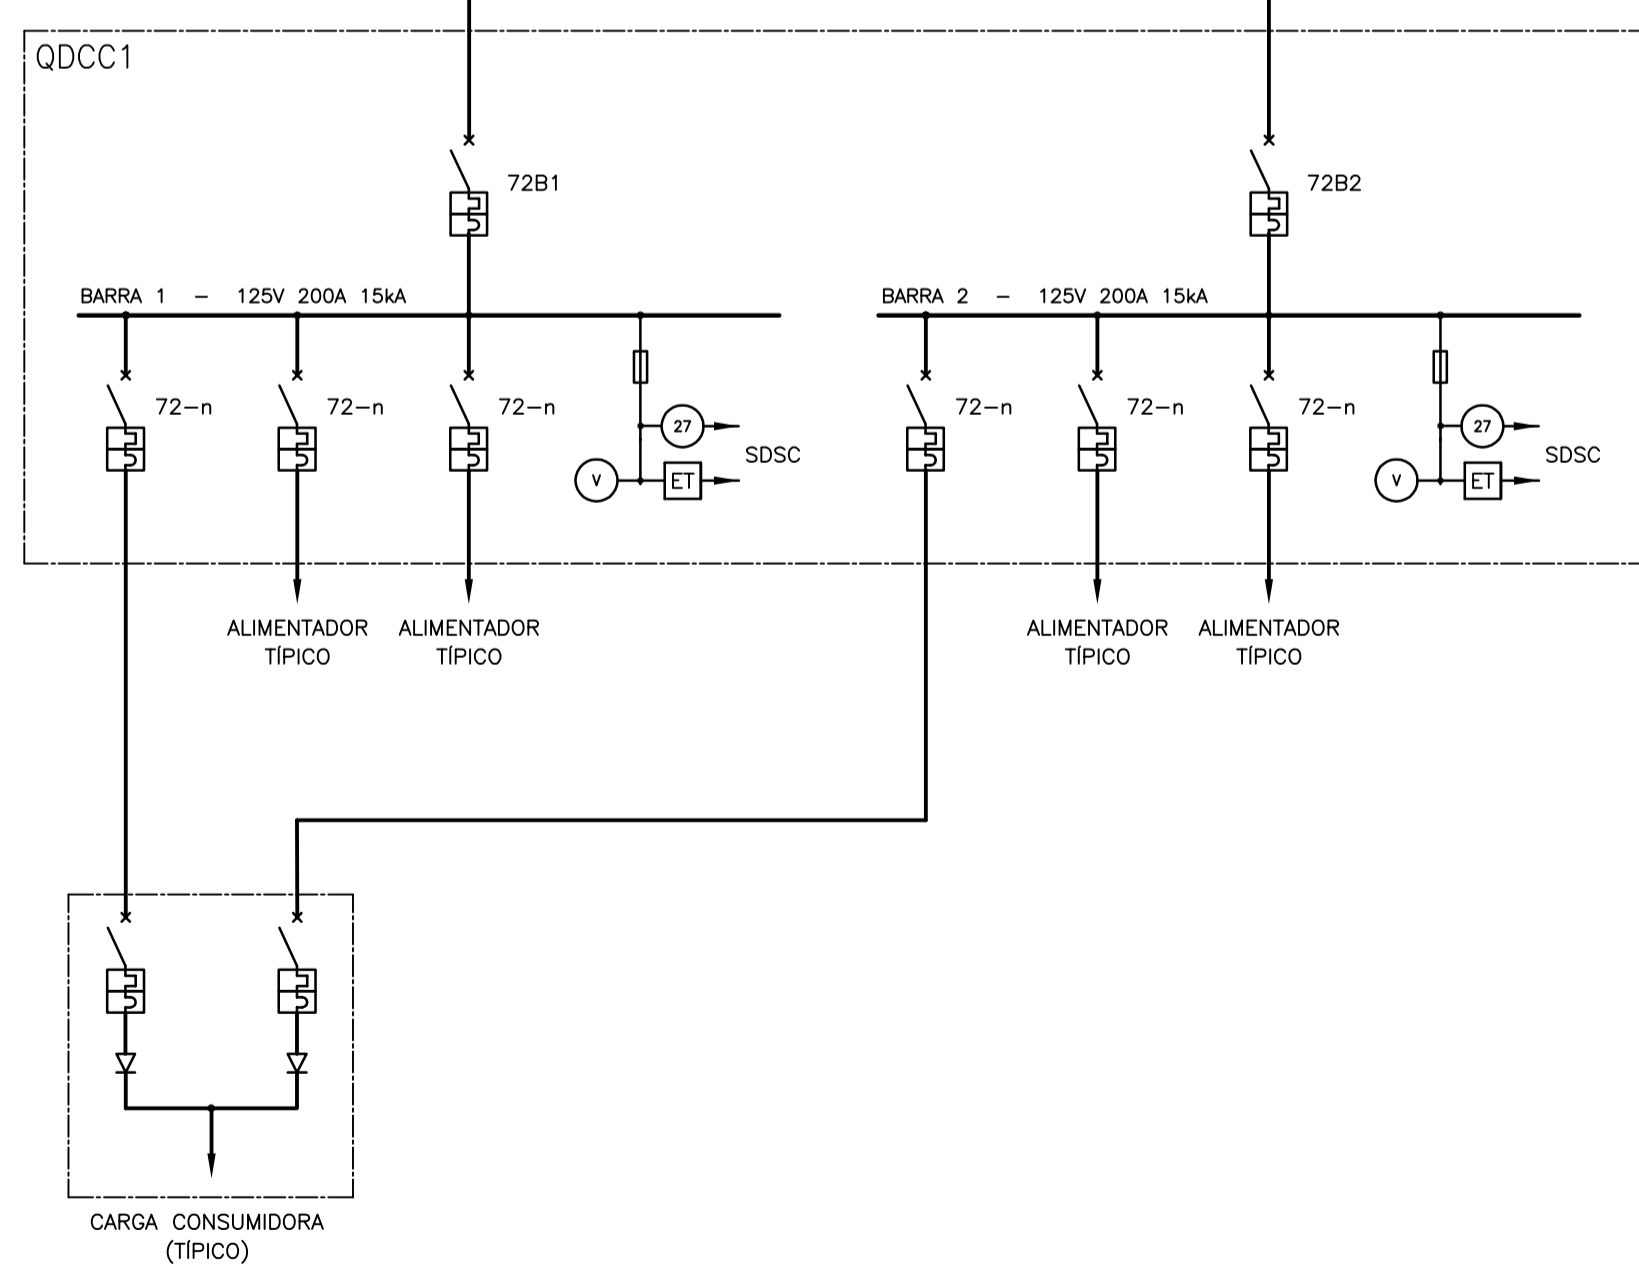 QDCC1
72B1
72B2
BARRA 1 – 125V 200A 15kA
BARRA 2 – 125V 200A 15kA
72–n
72–n
72–n
27
SDSC
V
ET
72–n
72–n
72–n
27
SDSC
V
ET
ALIMENTADOR
TÍPICO
ALIMENTADOR
TÍPICO
ALIMENTADOR
TÍPICO
ALIMENTADOR
TÍPICO
CARGA CONSUMIDORA
(TÍPICO)